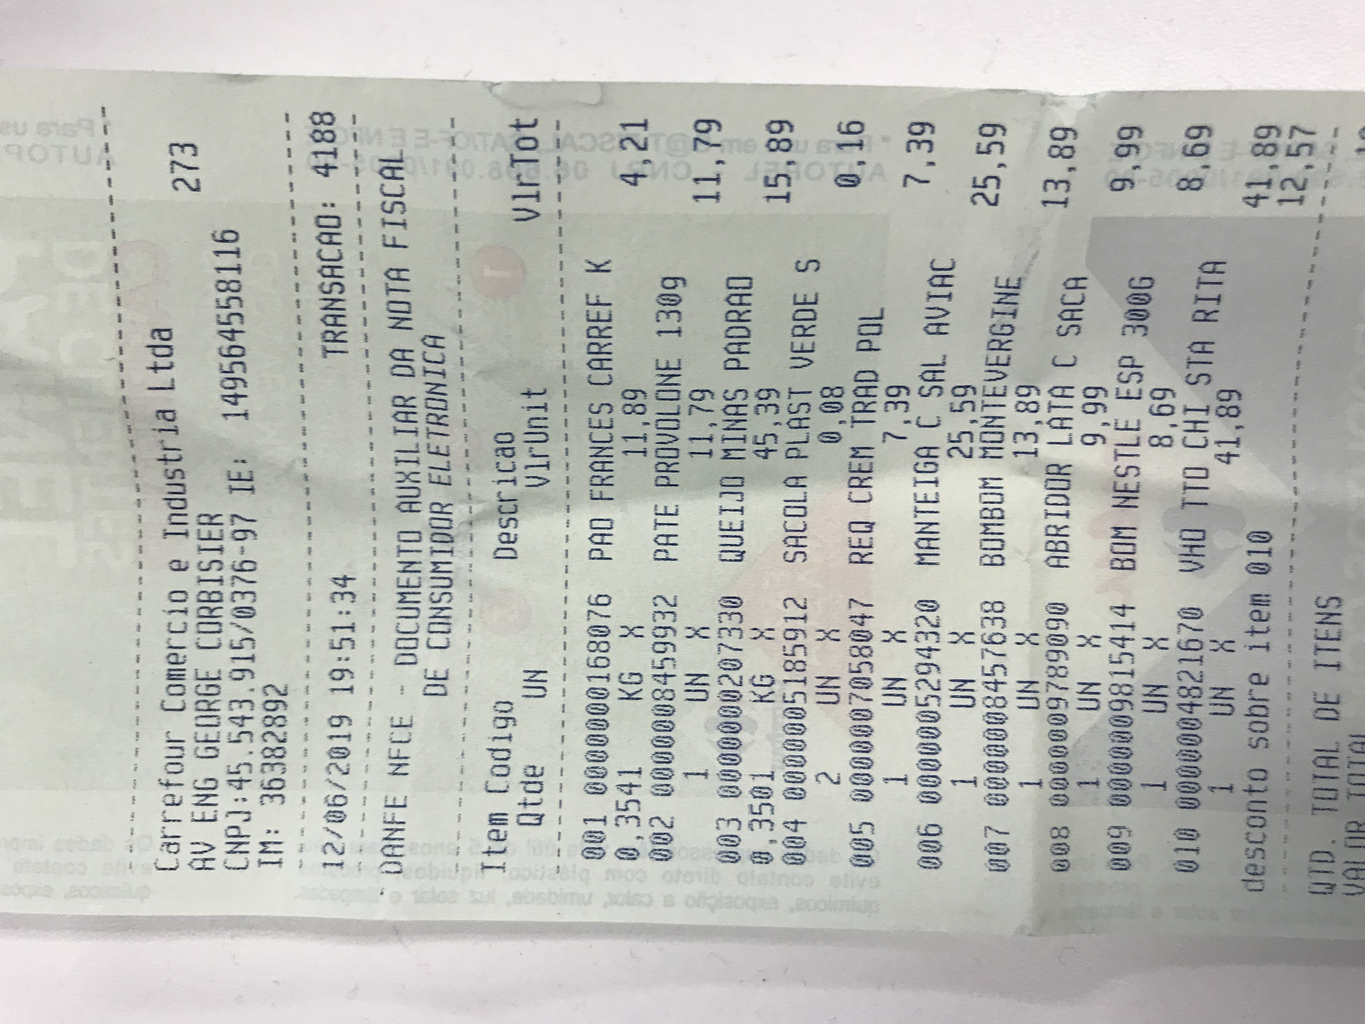 Carrefour Comercio e Industria Ltda
AV ENG GEORGE CORBISIER 273
CNPJ:45.543.915/0376-97 IE: 149564558116
IM: 36382892
12/06/2019 19:51:34 TRANSACAO: 4188
DANFE NFCE - DOCUMENTO AUXILIAR DA NOTA FISCAL
DE CONSUMIDOR ELETRONICA
Item Codigo Descricao
Qtde UN VlrUnit VlrTot
001 0000000168076 PAO FRANCES CARREF K
0,3541 KG X 11,89 4,21
002 0000008459932 PATE PROVOLONE 130g
1 UN X 11,79 11,79
003 0000000207330 QUEIJO MINAS PADRAO
0,3501 KG X 45,39 15,89
004 0000005185912 SACOLA PLAST VERDE S
2 UN X 0,08 0,16
005 0000007058047 REQ CREM TRAD POL
1 UN X 7,39 7,39
006 0000005294320 MANTEIGA C SAL AVIAC
1 UN X 25,59 25,59
007 0000008457638 BOMBOM MONTEVERGINE
1 UN X 13,89 13,89
008 0000009789090 ABRIDOR LATA C SACA
1 UN X 9,99 9,99
009 0000009815414 BOM NESTLE ESP 300G
1 UN X 8,69 8,69
010 0000004821670 VHO TTO CHI STA RITA
1 UN X 41,89 41,89
desconto sobre item 010 12,57
QTD. TOTAL DE ITENS
VALOR TOTAL